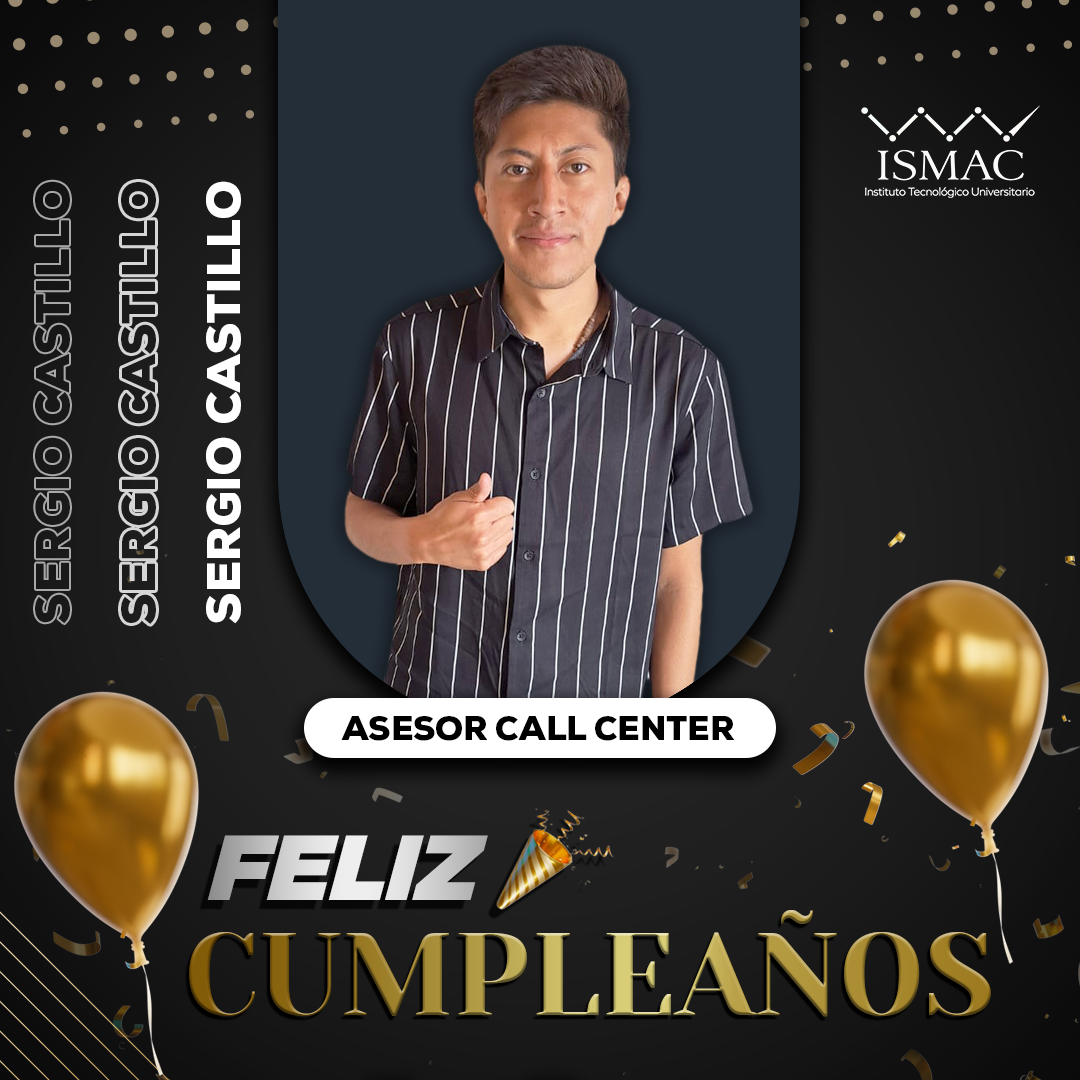 SERGIO CASTILLO
SERGIO CASTILLO
SERGIO CASTILLO
ISMAC
Instituto Tecnológico Universitario
ASESOR CALL CENTER
FELIZ
CUMPLEAÑOS